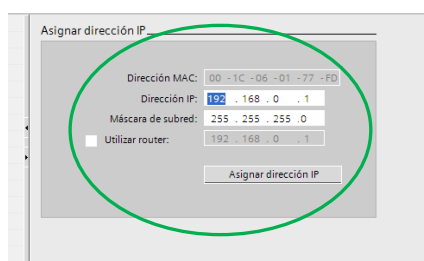 Asignar dirección IP
Dirección MAC: 00 -1C -06 -01 -77 -FD
Dirección IP: 192 . 168 . 0 . 1
Máscara de subred: 255 . 255 . 255 .0
Utilizar router: 192 . 168 . 0 . 1
Asignar dirección IP